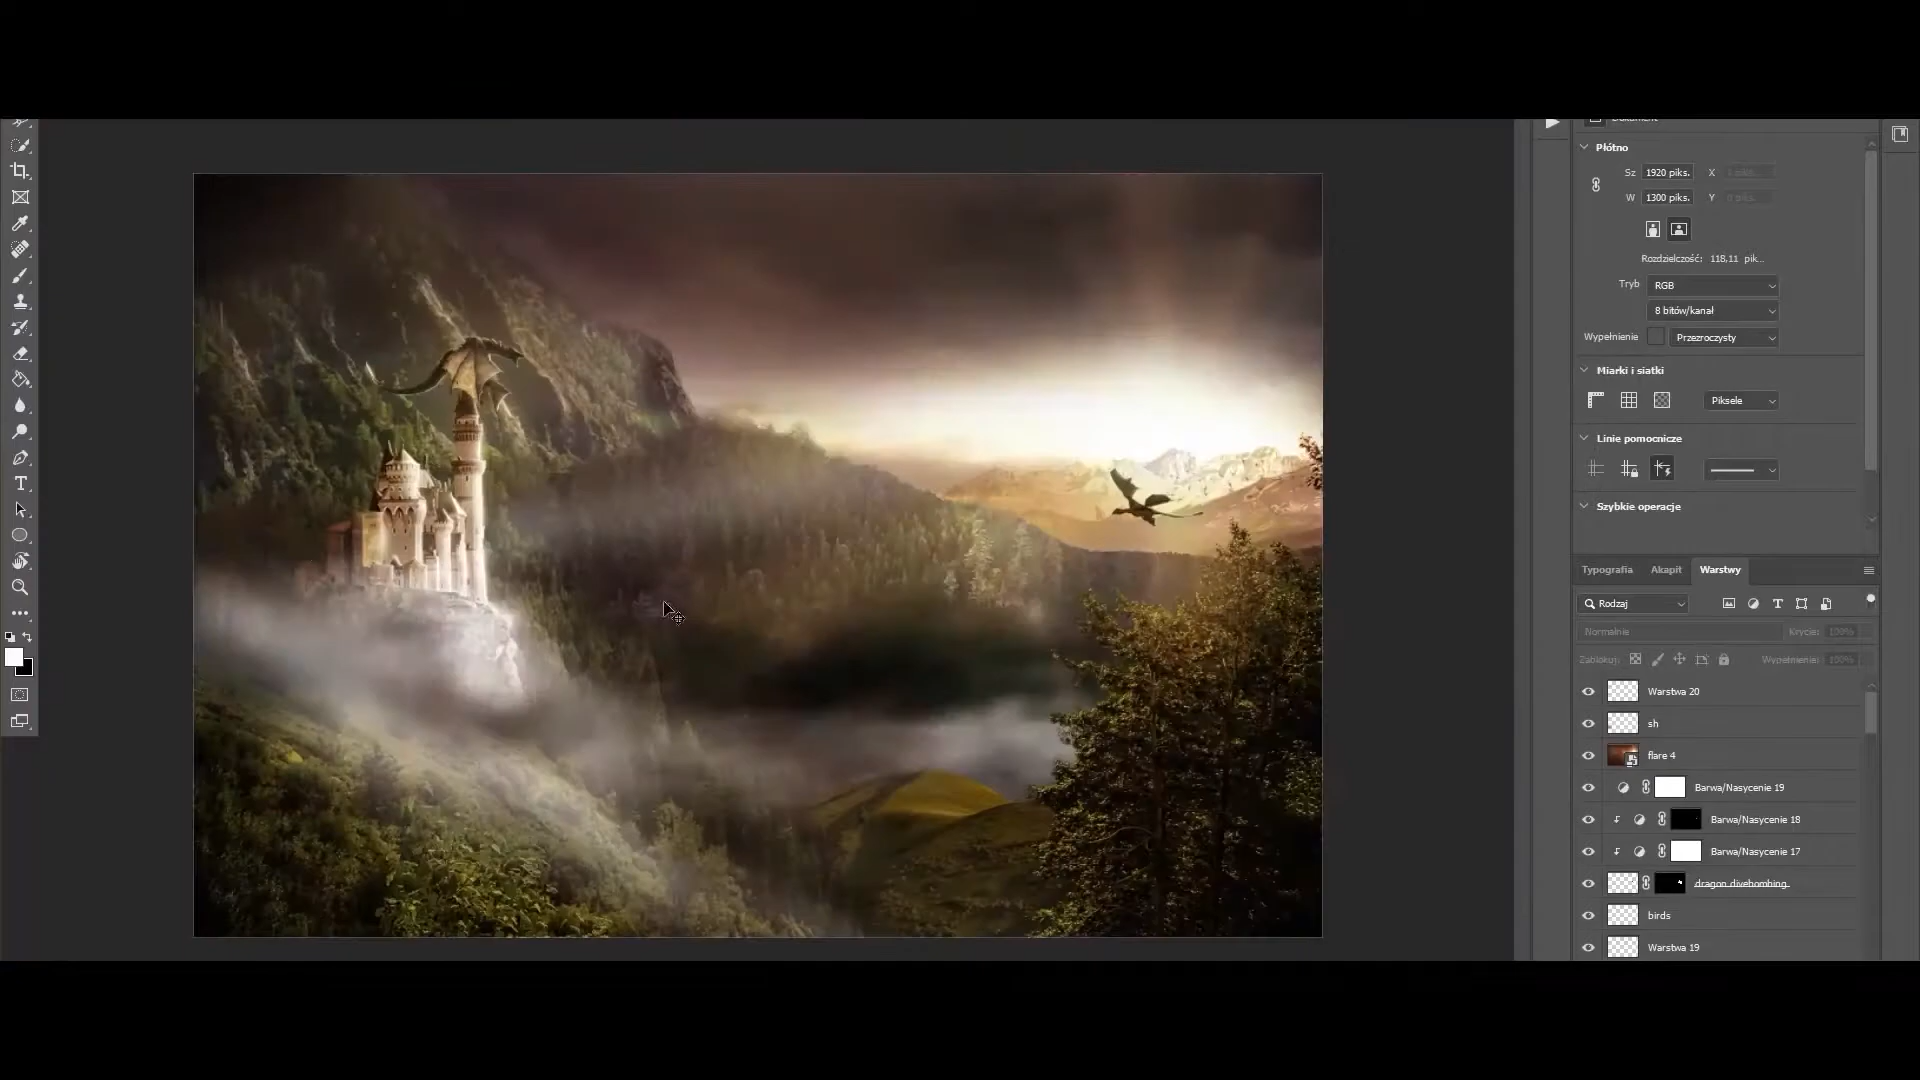 Płótno
Sz 1920 piks. X
W 1300 piks. Y
Rozdzielczość: 118,11 pik...
Tryb RGB
8 bitów/kanał
Wypełnienie Przezroczysty
Miarki i siatki
Piksele
Linie pomocnicze
Szybkie operacje
Typografia Akapit Warstwy
Rodzaj
Normalnie Krycie: 100%
Zablokuj: Wypełnienie: 100%
Warstwa 20
sh
flare 4
Barwa/Nasycenie 19
Barwa/Nasycenie 18
Barwa/Nasycenie 17
dragon divebombing
birds
Warstwa 19